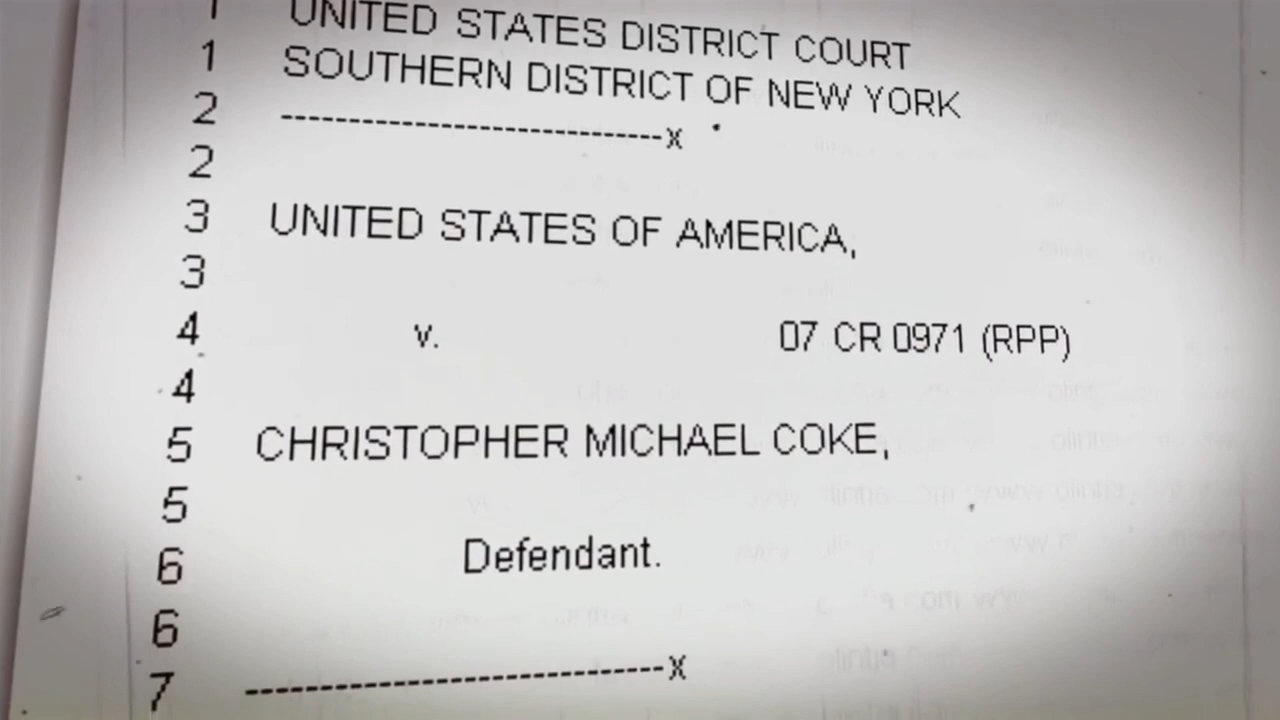 1 UNITED STATES DISTRICT COURT
1 SOUTHERN DISTRICT OF NEW YORK
2 ----------------------------x
2
3 UNITED STATES OF AMERICA,
3
4 v. 07 CR 0971 (RPP)
4
5 CHRISTOPHER MICHAEL COKE,
5
6 Defendant.
6
7 ----------------------------x